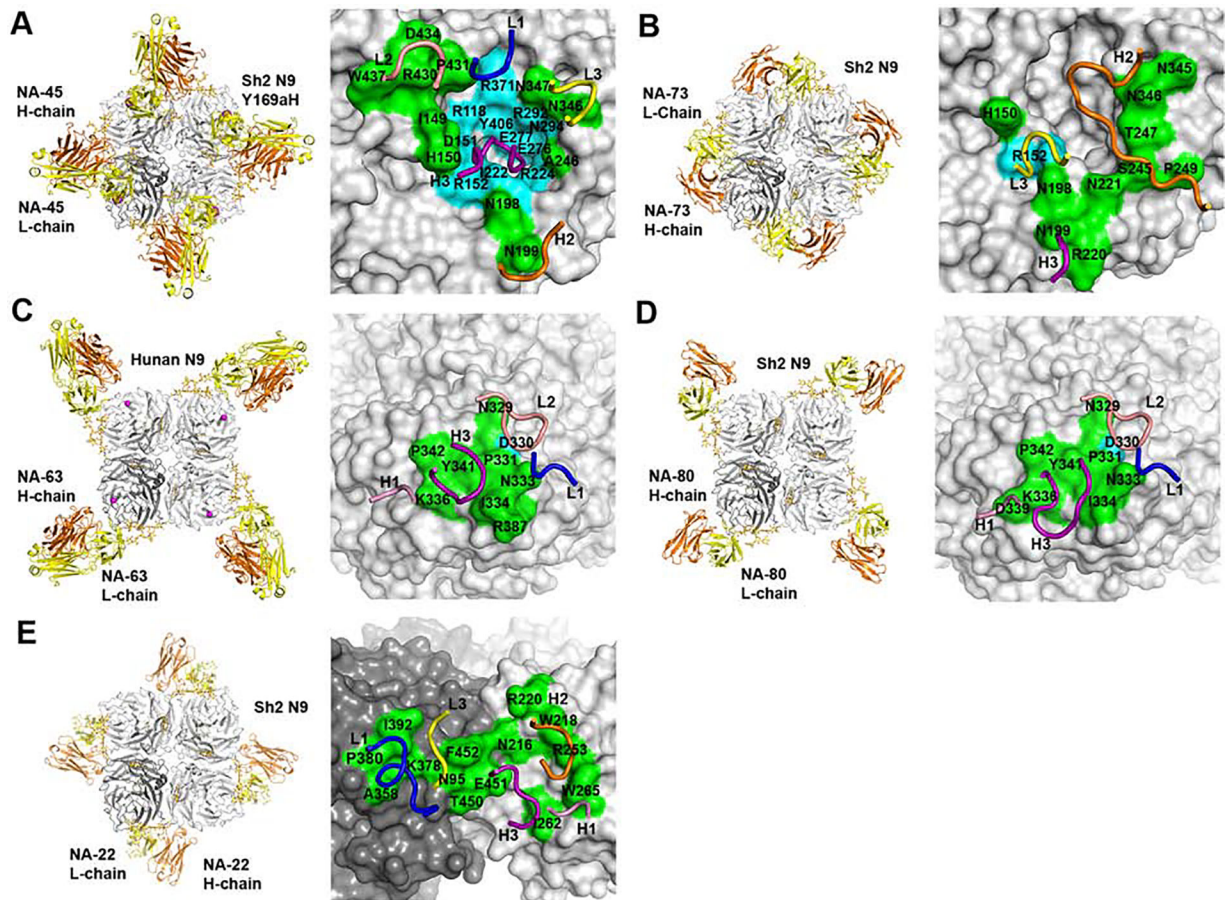 A
NA-45
H-chain
Sh2 N9
Y169aH
NA-45
L-chain
D434
L2
L1
W437
R430
P431
R371
N347
L3
R118
R292
N346
I149
Y406
N294
D151
E277
E276
H150
A246
I222
R224
H3
R152
N198
N199
H2
B
Sh2 N9
NA-73
L-Chain
NA-73
H-chain
H2
N345
N346
H150
T247
R152
S245
P249
L3
N198
N221
N199
R220
H3
C
Hunan N9
NA-63
H-chain
NA-63
L-chain
N329
L2
H3
D330
P342
P331
Y341
N333
H1
K336
I334
L1
R387
D
Sh2 N9
NA-80
H-chain
NA-80
L-chain
N329
L2
D330
P342
P331
Y341
N333
K336
L1
D339
I334
H1
H3
E
Sh2 N9
NA-22
L-chain
NA-22
H-chain
R220
H2
L3
I392
W218
L1
N216
P380
F452
R253
K378
N95
E451
A358
W265
T450
I262
H3
H1